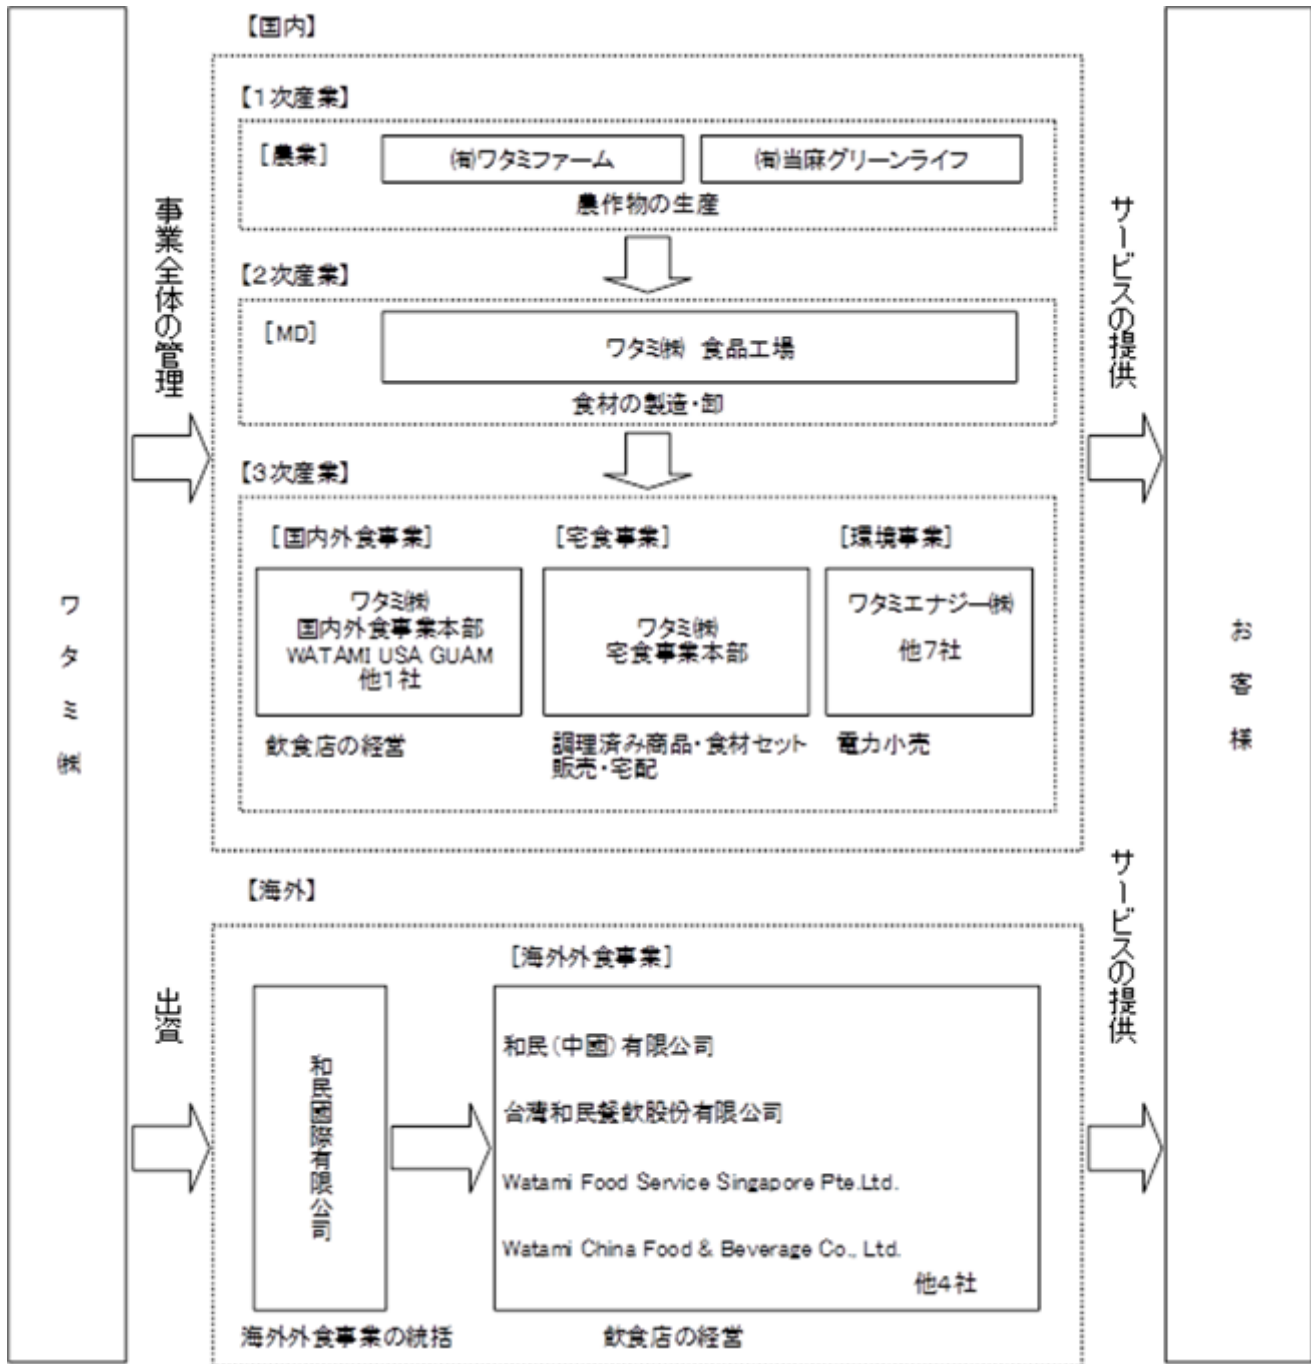 ワタミ㈱
事業全体の管理
【国内】
【1次産業】
［農業］
㈲ワタミファーム
㈲当麻グリーンライフ
農作物の生産
【2次産業】
［MD］
ワタミ㈱ 食品工場
食材の製造・卸
【3次産業】
［国内外食事業］
ワタミ㈱
国内外食事業本部
WATAMI USA GUAM
他1社
飲食店の経営
［宅食事業］
ワタミ㈱
宅食事業本部
調理済み商品・食材セット
販売・宅配
［環境事業］
ワタミエナジー㈱
他7社
電力小売
サービスの提供
お客様
出資
【海外】
和民國際有限公司
海外外食事業の統括
［海外外食事業］
和民（中國）有限公司
台湾和民餐飲股份有限公司
Watami Food Service Singapore Pte.Ltd.
Watami China Food & Beverage Co., Ltd.
他4社
飲食店の経営
サービスの提供